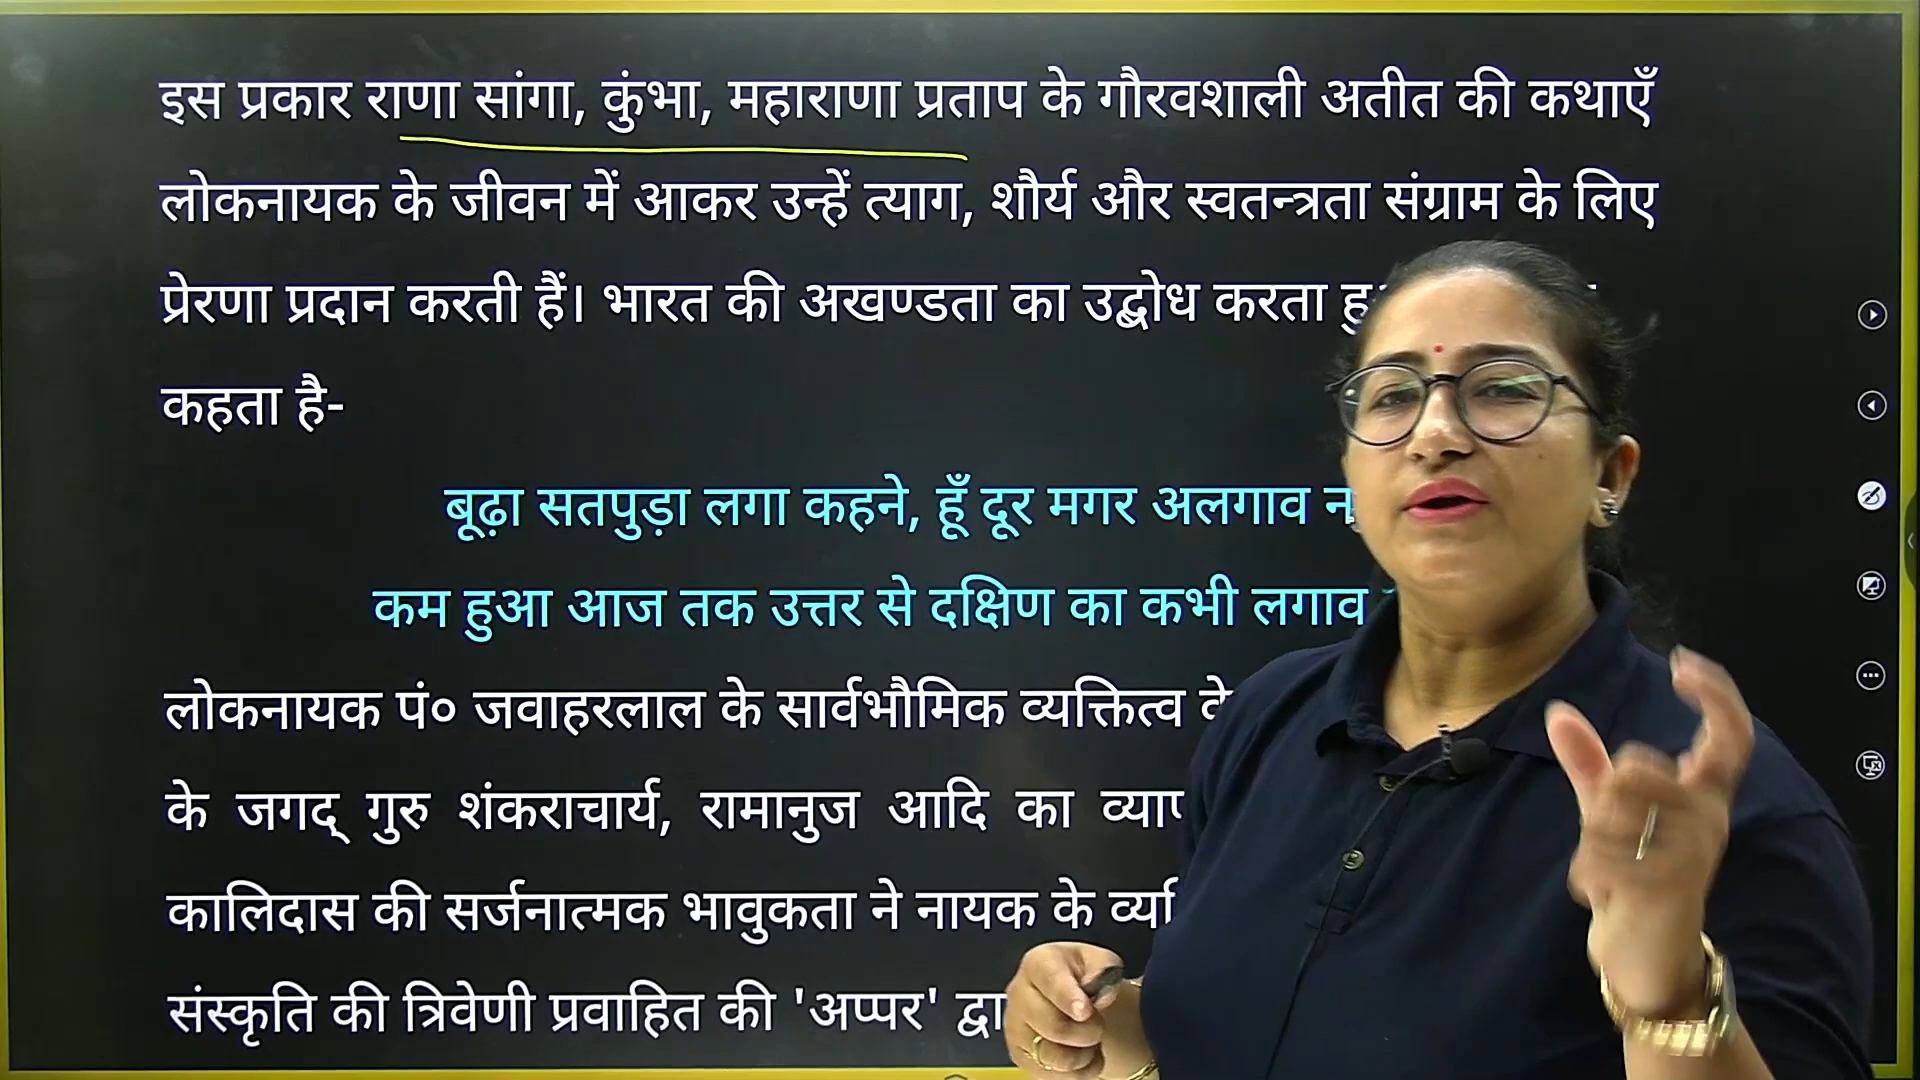 इस प्रकार राणा सांगा, कुंभा, महाराणा प्रताप के गौरवशाली अतीत की कथाएँ
लोकनायक के जीवन में आकर उन्हें त्याग, शौर्य और स्वतन्त्रता संग्राम के लिए
प्रेरणा प्रदान करती हैं। भारत की अखण्डता का उद्बोध करता
कहता है-
बूढ़ा सतपुड़ा लगा कहने, हूँ दूर मगर अलगाव
कम हुआ आज तक उत्तर से दक्षिण का कभी लगाव
लोकनायक पं० जवाहरलाल के सार्वभौमिक व्यक्तित्व
के जगद् गुरु शंकराचार्य, रामानुज आदि का
कालिदास की सर्जनात्मक भावुकता ने नायक के
संस्कृति की त्रिवेणी प्रवाहित की 'अप्पर'